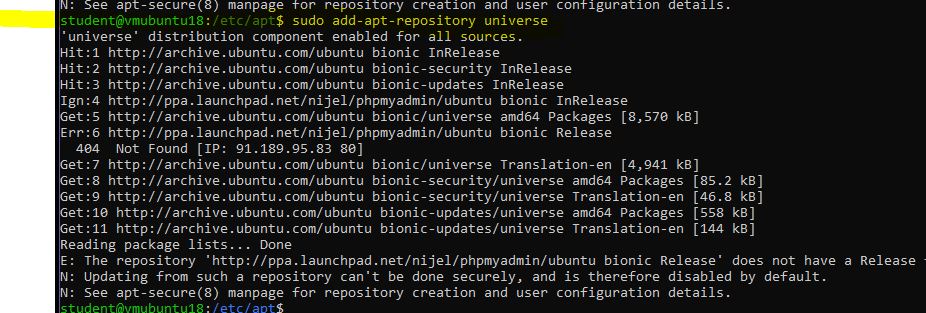 N: See apt-secure(8) manpage for repository creation and user configuration details.
student@vmubuntu18:/etc/apt$ sudo add-apt-repository universe
'universe' distribution component enabled for all sources.
Hit:1 http://archive.ubuntu.com/ubuntu bionic InRelease
Hit:2 http://archive.ubuntu.com/ubuntu bionic-security InRelease
Hit:3 http://archive.ubuntu.com/ubuntu bionic-updates InRelease
Ign:4 http://ppa.launchpad.net/nijel/phpmyadmin/ubuntu bionic InRelease
Get:5 http://archive.ubuntu.com/ubuntu bionic/universe amd64 Packages [8,570 kB]
Err:6 http://ppa.launchpad.net/nijel/phpmyadmin/ubuntu bionic Release
  404  Not Found [IP: 91.189.95.83 80]
Get:7 http://archive.ubuntu.com/ubuntu bionic/universe Translation-en [4,941 kB]
Get:8 http://archive.ubuntu.com/ubuntu bionic-security/universe amd64 Packages [85.2 kB]
Get:9 http://archive.ubuntu.com/ubuntu bionic-security/universe Translation-en [46.8 kB]
Get:10 http://archive.ubuntu.com/ubuntu bionic-updates/universe amd64 Packages [558 kB]
Get:11 http://archive.ubuntu.com/ubuntu bionic-updates/universe Translation-en [144 kB]
Reading package lists... Done
E: The repository 'http://ppa.launchpad.net/nijel/phpmyadmin/ubuntu bionic Release' does not have a Release
N: Updating from such a repository can't be done securely, and is therefore disabled by default.
N: See apt-secure(8) manpage for repository creation and user configuration details.
student@vmubuntu18:/etc/apt$